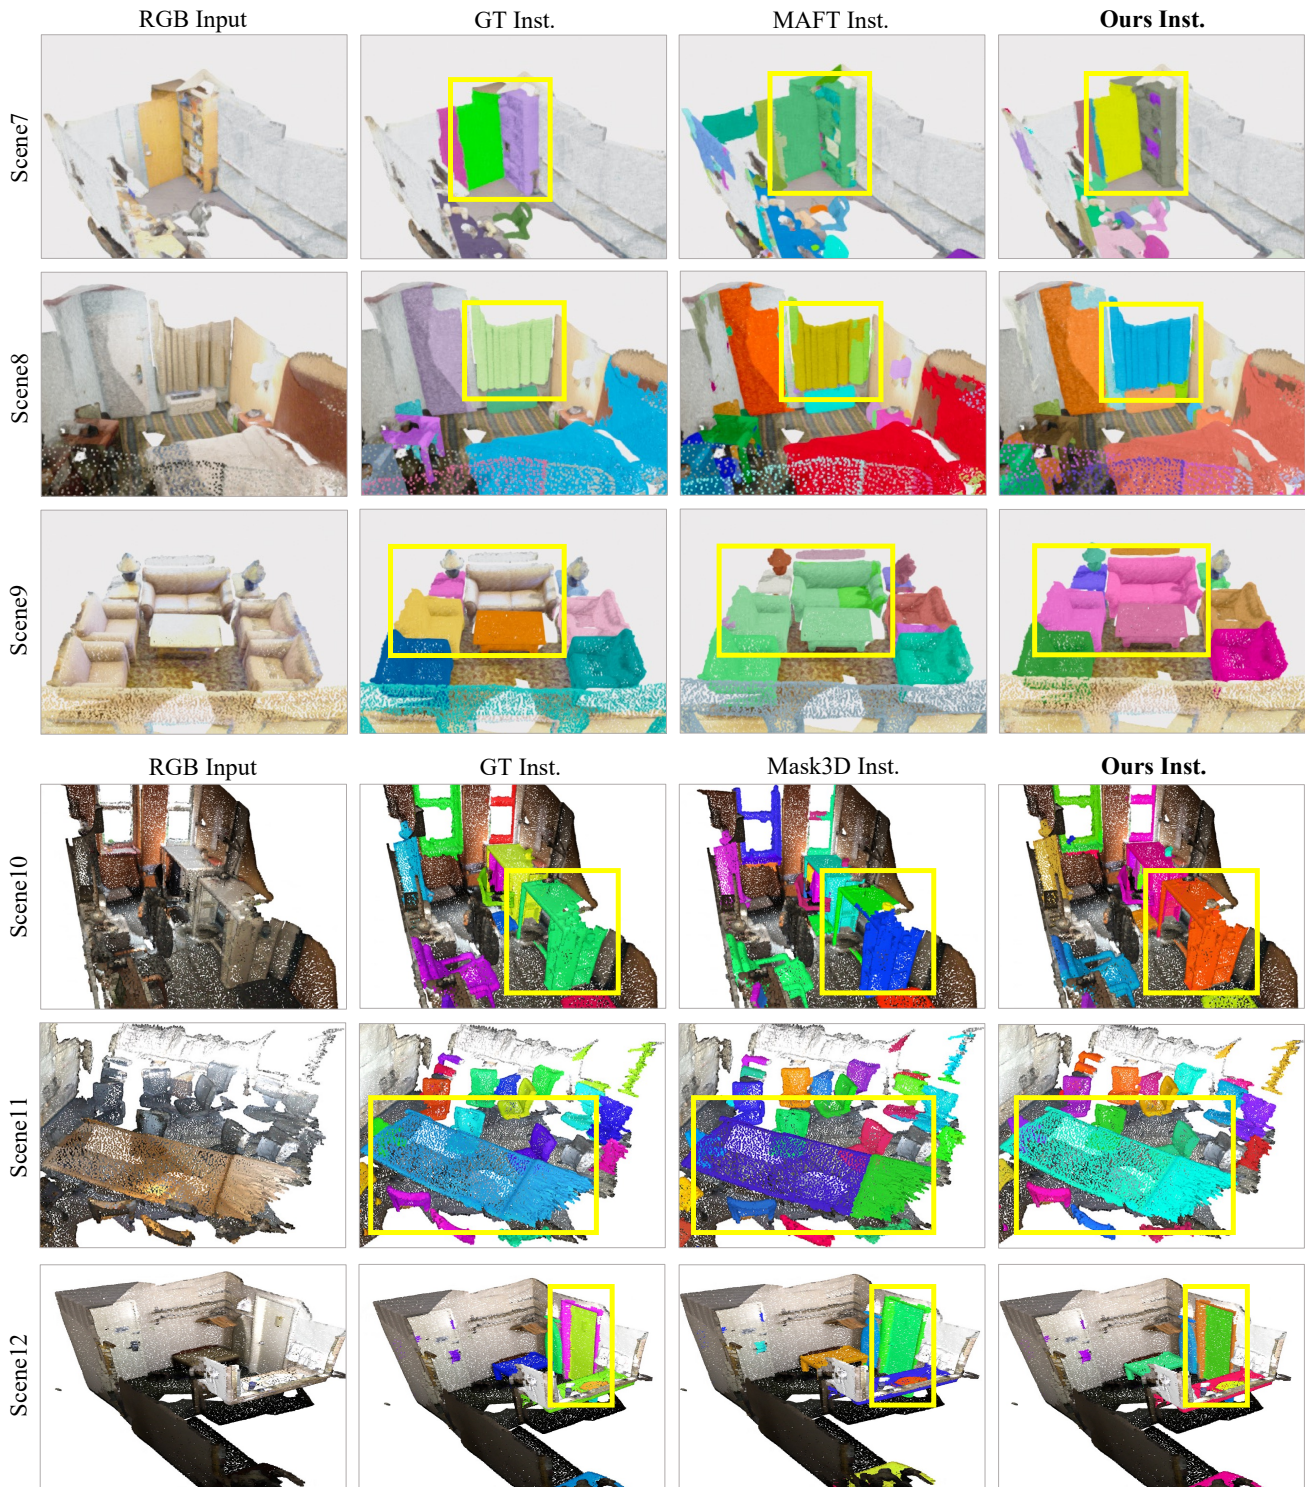 RGB Input GT Inst. MAFT Inst. Ours Inst.
Scene7
Scene8
Scene9
RGB Input GT Inst. Mask3D Inst. Ours Inst.
Scene10
Scene11
Scene12